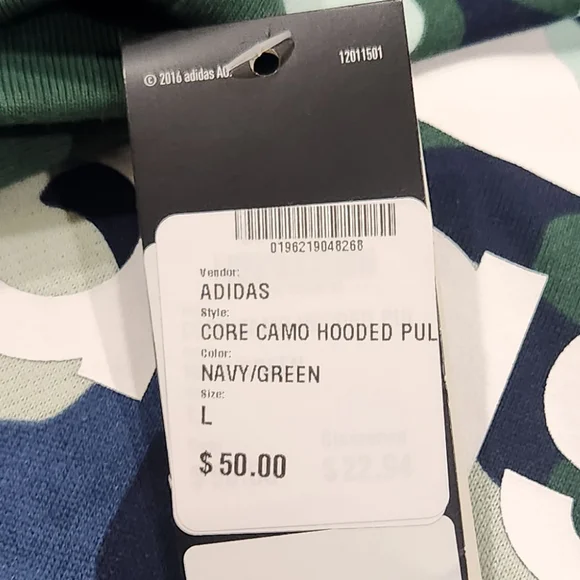 © 2016 adidas AG.
12011501
0196219048268
Vendor:
ADIDAS
Style:
CORE CAMO HOODED PUL
Color:
NAVY/GREEN
Size:
L
$50.00